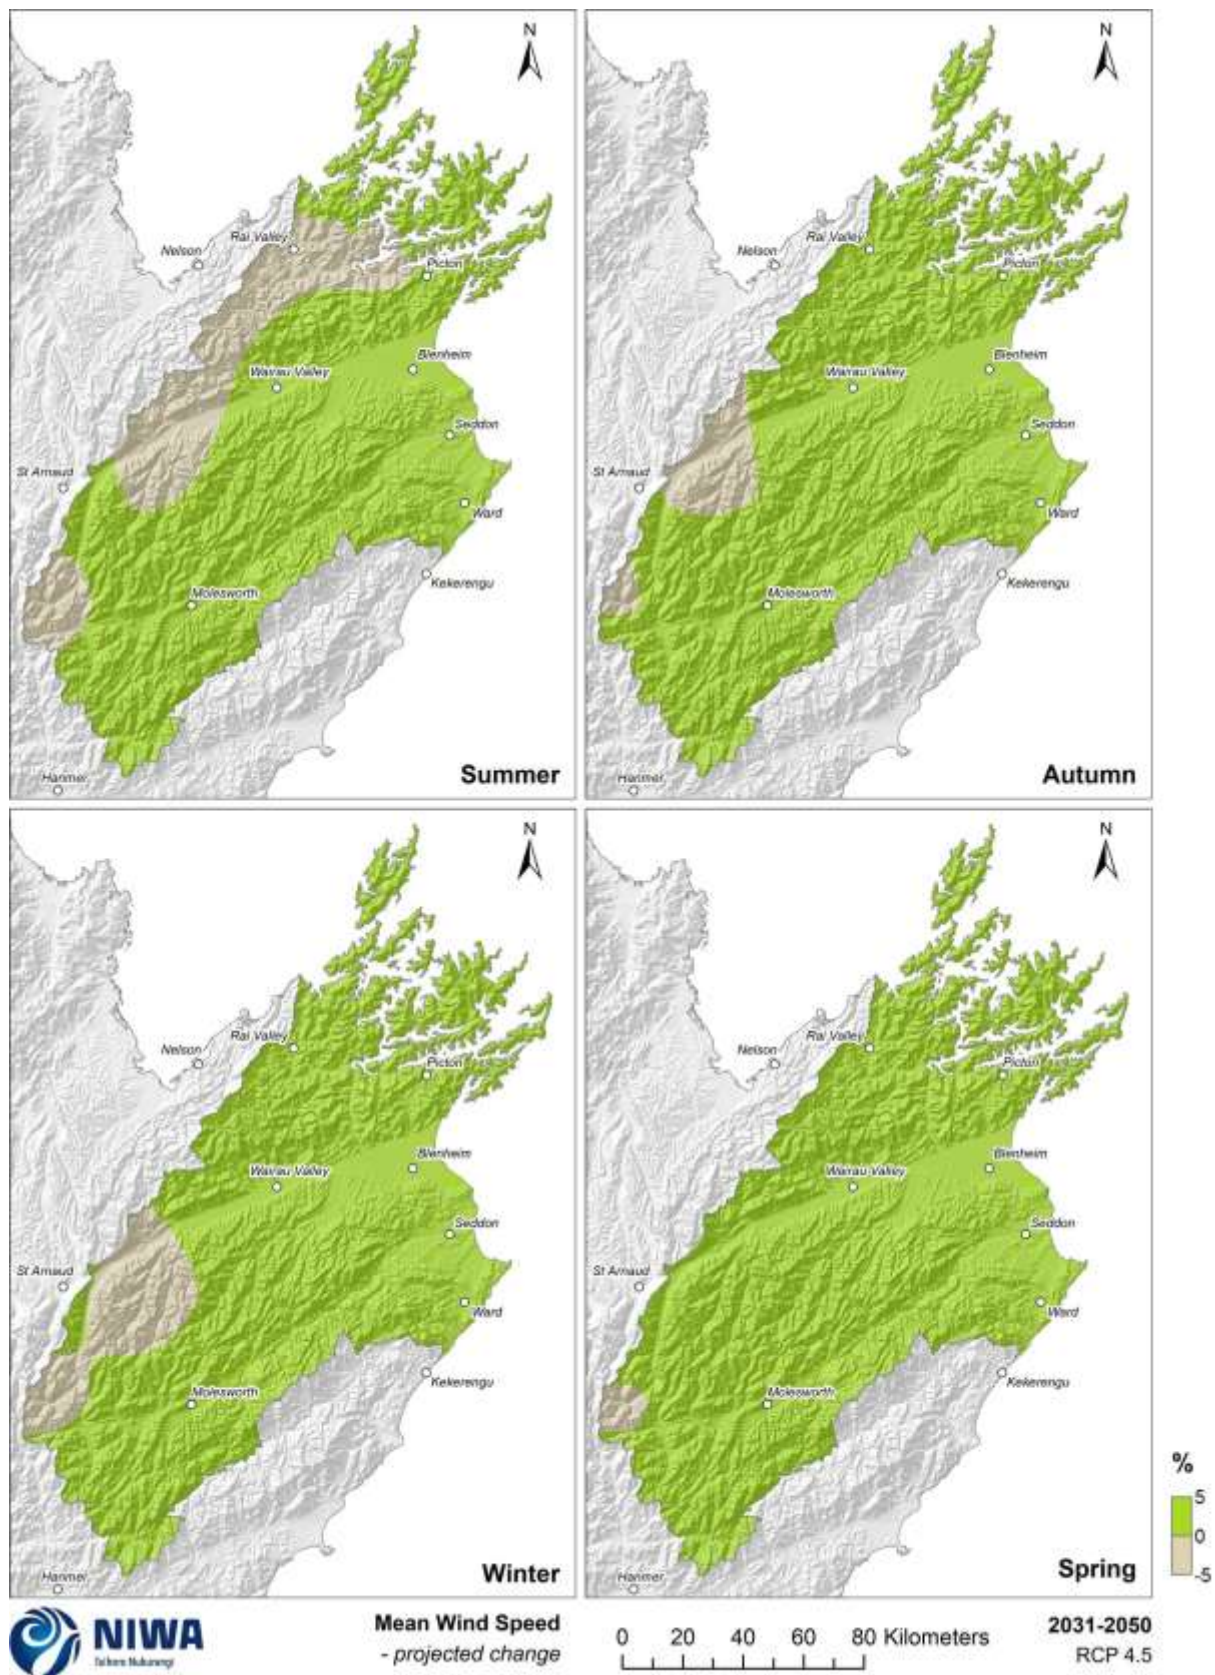 N
Nelson
Rai Valley
Picton
Wairau Valley
Blenheim
Seddon
St Arnaud
Ward
Kekerengu
Molesworth
Hanmer
Summer
N
Nelson
Rai Valley
Picton
Wairau Valley
Blenheim
Seddon
St Arnaud
Ward
Kekerengu
Molesworth
Hanmer
Autumn
N
Nelson
Rai Valley
Picton
Wairau Valley
Blenheim
Seddon
St Arnaud
Ward
Kekerengu
Molesworth
Hanmer
Winter
N
Nelson
Rai Valley
Picton
Wairau Valley
Blenheim
Seddon
St Arnaud
Ward
Kekerengu
Molesworth
Hanmer
Spring
%
5
0
-5
NIWA
Taihoro Nukurangi
Mean Wind Speed
- projected change
0 20 40 60 80 Kilometers
2031-2050
RCP 4.5